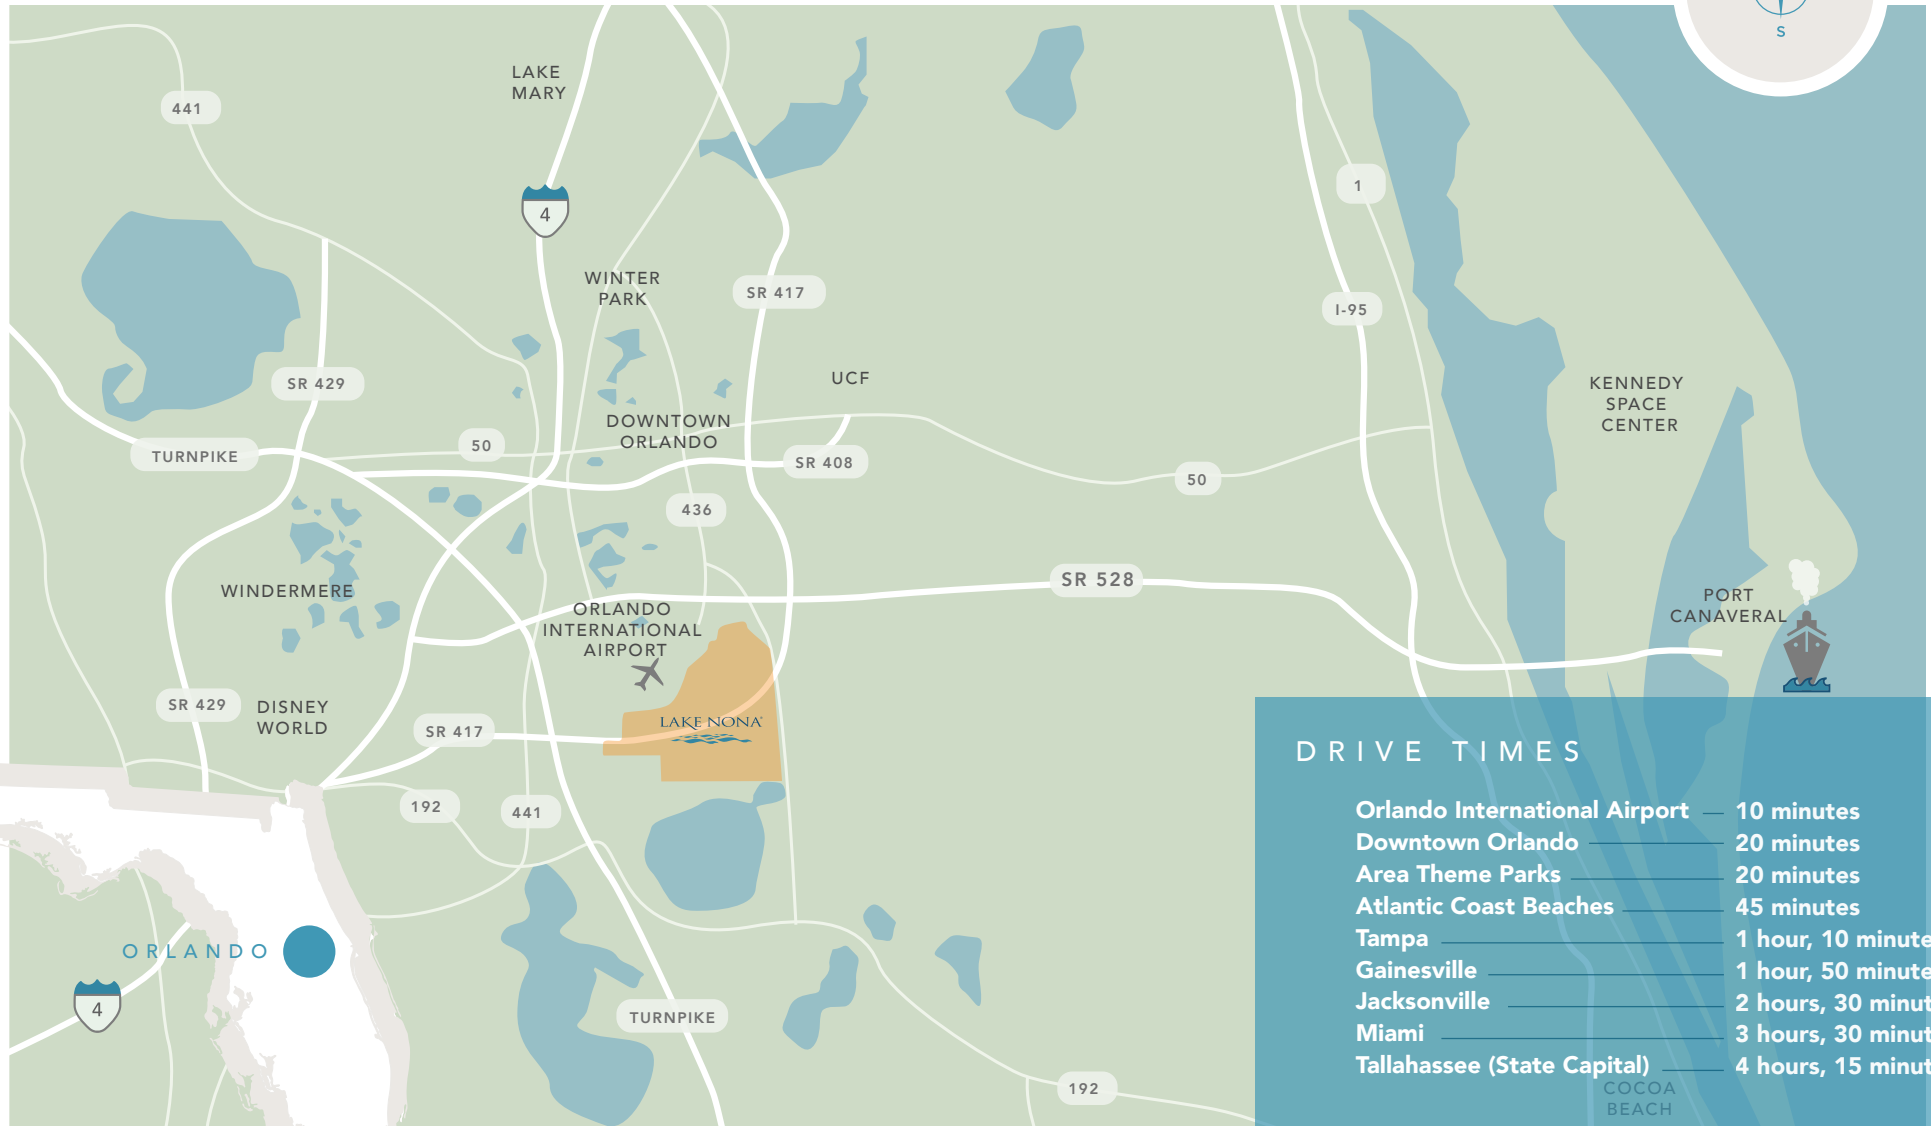 S
LAKE
MARY
441
4
1
WINTER
PARK
SR 417
I-95
UCF
SR 429
KENNEDY
SPACE
CENTER
DOWNTOWN
ORLANDO
50
TURNPIKE
SR 408
50
436
SR 528
WINDERMERE
PORT
CANAVERAL
ORLANDO
INTERNATIONAL
AIRPORT
SR 429
DISNEY
WORLD
SR 417
LAKE NONA
192
441
DRIVE TIMES
Orlando International Airport 10 minutes
Downtown Orlando 20 minutes
Area Theme Parks 20 minutes
Atlantic Coast Beaches 45 minutes
Tampa 1 hour, 10 minute
Gainesville 1 hour, 50 minute
Jacksonville 2 hours, 30 minut
Miami 3 hours, 30 minut
Tallahassee (State Capital) 4 hours, 15 minut
ORLANDO
4
TURNPIKE
192
COCOA
BEACH